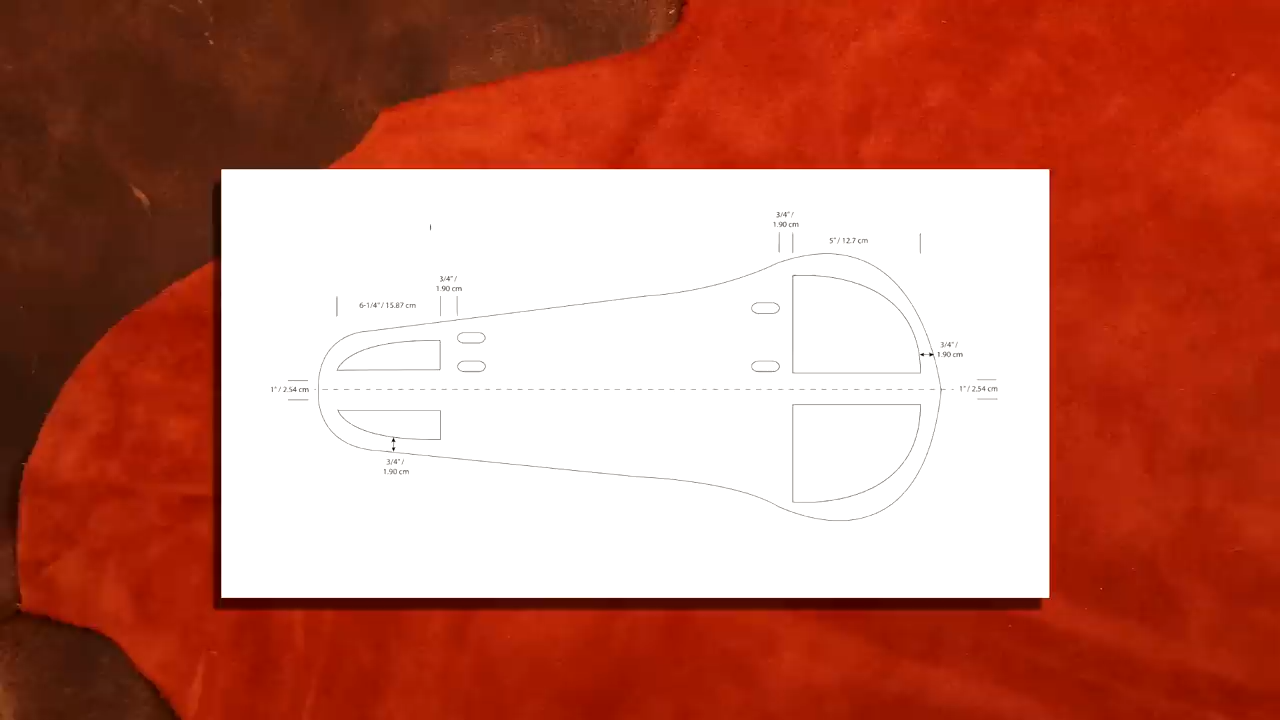 3/4" /
1.90 cm
5" / 12.7 cm
3/4" /
1.90 cm
6-1/4" / 15.87 cm
3/4" /
1.90 cm
1" / 2.54 cm
1" / 2.54 cm
3/4" /
1.90 cm